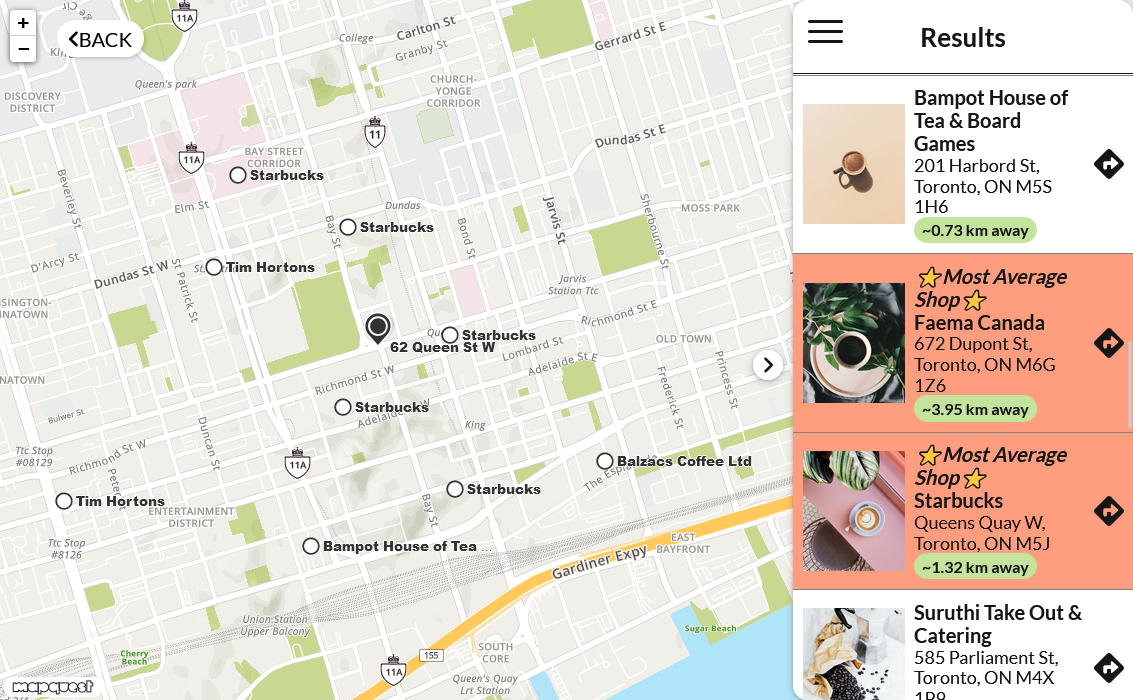 +
−
BACK
11A
College
Carlton St
Granby St
Gerrard St E
Queen's park
CHURCH-
YONGE
CORRIDOR
DISCOVERY
DISTRICT
11
11A
BAY STREET
CORRIDOR
Dundas St E
Starbucks
Beverley St
Elm St
Dundas
Jarvis St
Sherbourne St
MOSS PARK
Bay St
Bond St
Starbucks
D'Arcy St
Dundas St W
St. Patrick St
Tim Hortons
Jarvis
Station Ttc
Richmond St E
Starbucks
62 Queen St W
Lombard St
Adelaide St E
OLD TOWN
Princess St
Frederick St
Richmond St W
Starbucks
Bulwer St
Duncan St
King
Ttc Stop
#08129
Richmond St W
11A
Balzacs Coffee Ltd
Starbucks
Bay St
Tim Hortons
ENTERTAINMENT
DISTRICT
Ttc Stop
#8126
Bampot House of Tea ...
EAST
BAYFRONT
Gardiner Expy
Union Station
Upper Balcony
Cherry
Beach
Sugar Beach
155
11A
SOUTH
CORE
Queen's Quay
Lrt Station
mapquest
Results
Bampot House of
Tea & Board
Games
201 Harbord St,
Toronto, ON M5S
1H6
~0.73 km away
⭐Most Average
Shop⭐
Faema Canada
672 Dupont St,
Toronto, ON M6G
1Z6
~3.95 km away
⭐Most Average
Shop⭐
Starbucks
Queens Quay W,
Toronto, ON M5J
~1.32 km away
Suruthi Take Out &
Catering
585 Parliament St,
Toronto, ON M4X
1P9